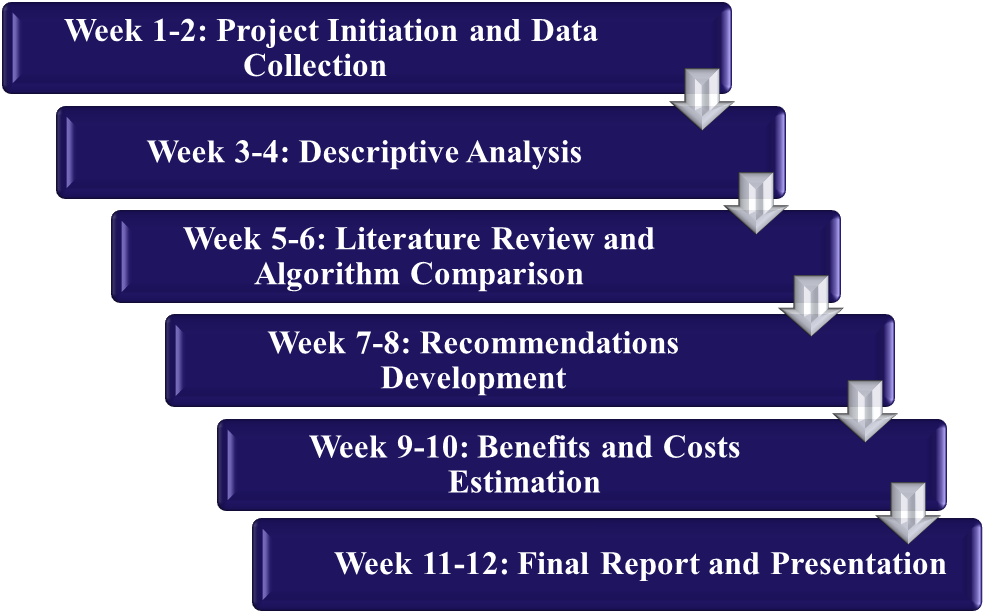 Week 1-2: Project Initiation and Data
Collection
Week 3-4: Descriptive Analysis
Week 5-6: Literature Review and
Algorithm Comparison
Week 7-8: Recommendations
Development
Week 9-10: Benefits and Costs
Estimation
Week 11-12: Final Report and Presentation